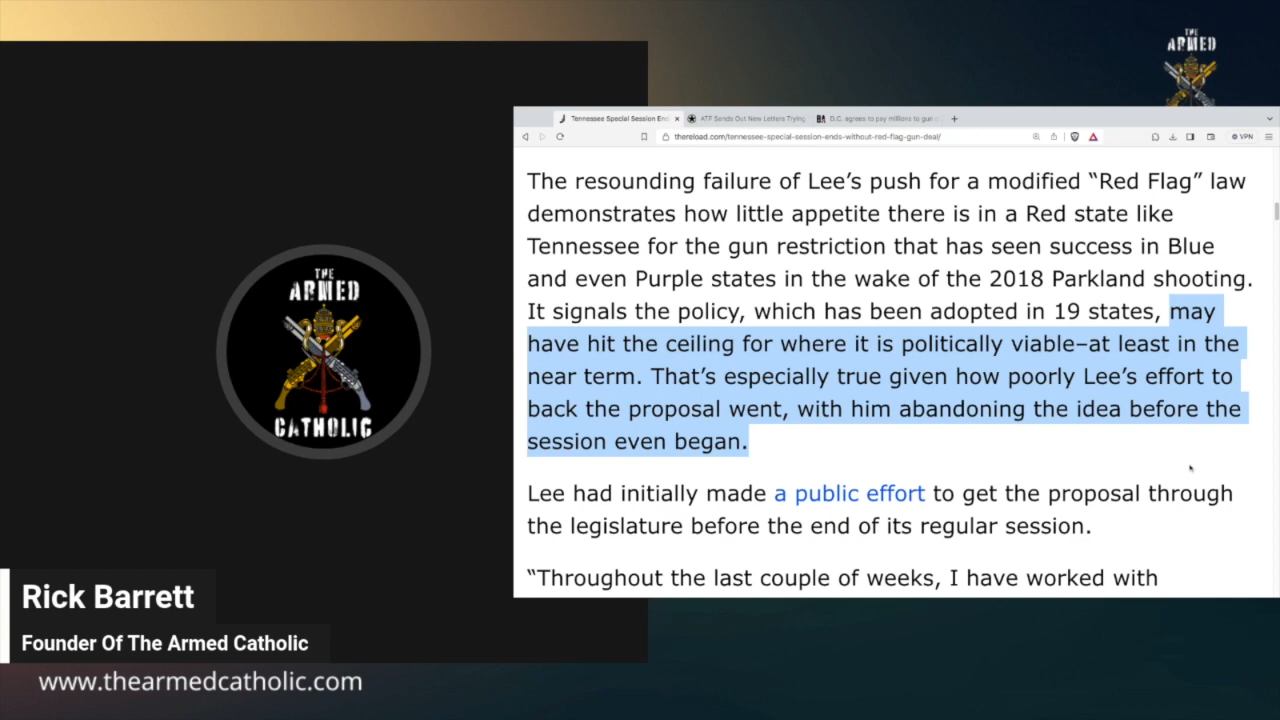 THE
ARMED
Tennessee Special Session End
ATF Sends Out New Letters Trying
D.C. agrees to pay millions to gun
thereload.com/tennessee-special-session-ends-without-red-flag-gun-deal/
VPN
The resounding failure of Lee’s push for a modified “Red Flag” law
demonstrates how little appetite there is in a Red state like
Tennessee for the gun restriction that has seen success in Blue
and even Purple states in the wake of the 2018 Parkland shooting.
It signals the policy, which has been adopted in 19 states, may
have hit the ceiling for where it is politically viable–at least in the
near term. That’s especially true given how poorly Lee’s effort to
back the proposal went, with him abandoning the idea before the
session even began.
Lee had initially made a public effort to get the proposal through
the legislature before the end of its regular session.
“Throughout the last couple of weeks, I have worked with
THE
ARMED
CATHOLIC
Rick Barrett
Founder Of The Armed Catholic
www.thearmedcatholic.com